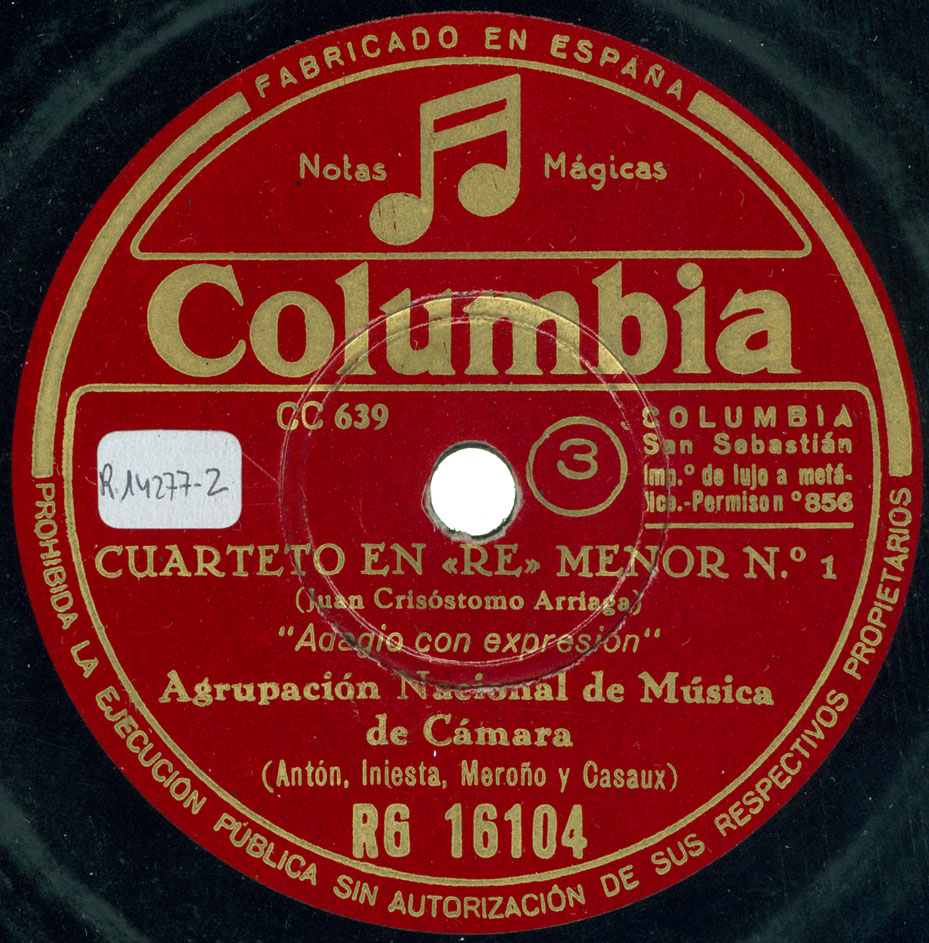 FABRICADO EN ESPAÑA
Notas Mágicas
Columbia
CC 639
3
COLUMBIA
San Sebastián
Imp.º de lujo a metá-
lico.-Permiso n º 856
R.14277-2
CUARTETO EN «RE» MENOR N.º 1
(Juan Crisóstomo Arriaga)
"Adagio con expresión"
Agrupación Nacional de Música
de Cámara
(Antón, Iniesta, Meroño y Casaux)
RG 16104
PROHIBIDA LA EJECUCIÓN PÚBLICA SIN AUTORIZACIÓN DE SUS RESPECTIVOS PROPIETARIOS